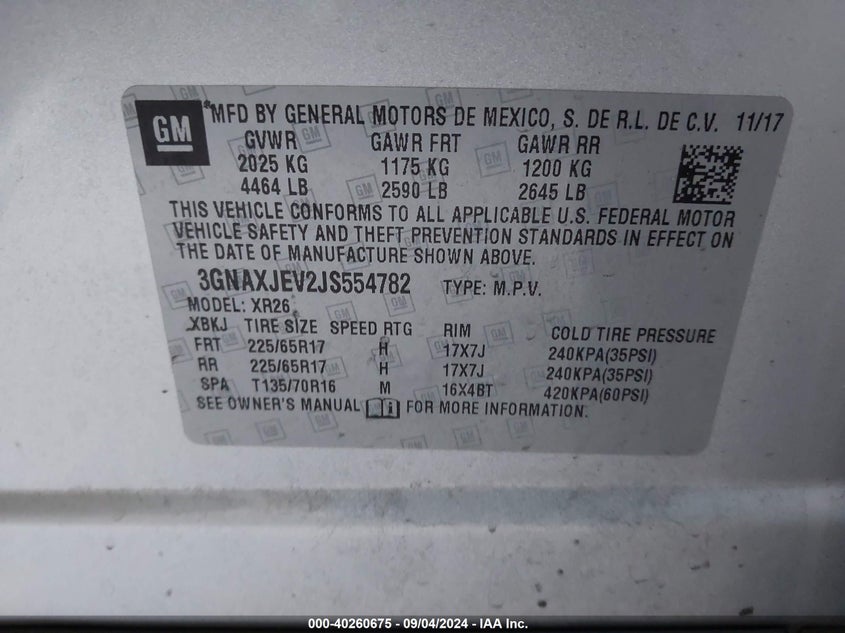 GM
*MFD BY GENERAL MOTORS DE MEXICO, S. DE R.L. DE C.V. 11/17
GVWR GAWR FRT GAWR RR
2025 KG 1175 KG 1200 KG
4464 LB 2590 LB 2645 LB
THIS VEHICLE CONFORMS TO ALL APPLICABLE U.S. FEDERAL MOTOR
VEHICLE SAFETY AND THEFT PREVENTION STANDARDS IN EFFECT ON
THE DATE OF MANUFACTURE SHOWN ABOVE.
3GNAXJEV2JS554782 TYPE: M.P.V.
MODEL: XR26
XBKJ TIRE SIZE SPEED RTG RIM COLD TIRE PRESSURE
FRT 225/65R17 H 17X7J 240KPA(35PSI)
RR 225/65R17 H 17X7J 240KPA(35PSI)
SPA T135/70R16 M 16X4BT 420KPA(60PSI)
SEE OWNER'S MANUAL i FOR MORE INFORMATION.
000-40260675 - 09/04/2024 - IAA Inc.